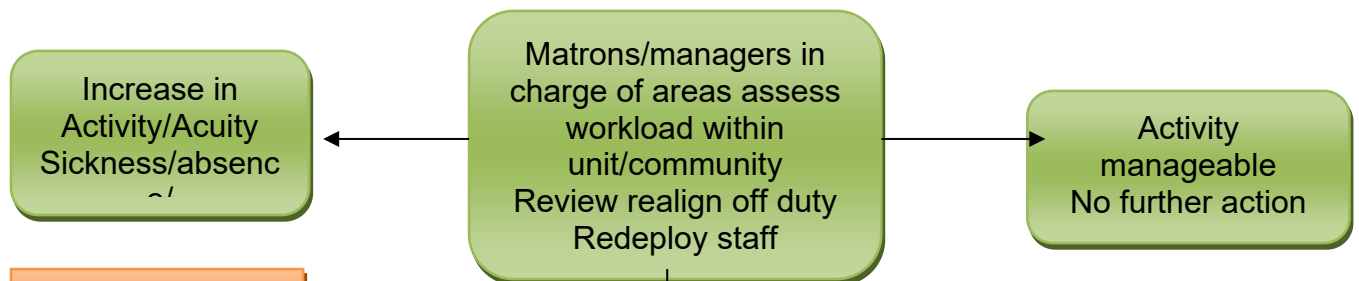 Increase in
Activity/Acuity
Sickness/absenc
Matrons/managers in
charge of areas assess
workload within
unit/community
Review realign off duty
Redeploy staff
Activity
manageable
No further action